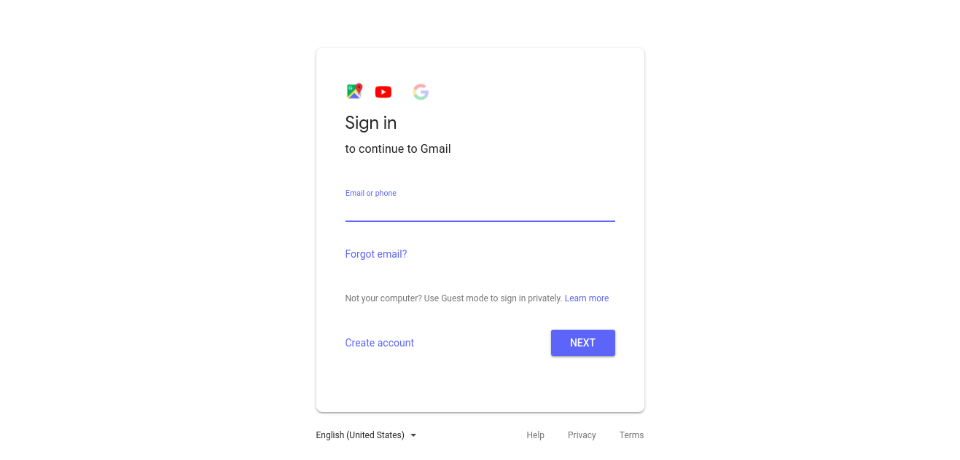 Sign in
to continue to Gmail
Email or phone
Forgot email?
Not your computer? Use Guest mode to sign in privately. Learn more
Create account
NEXT
English (United States)
Help Privacy Terms